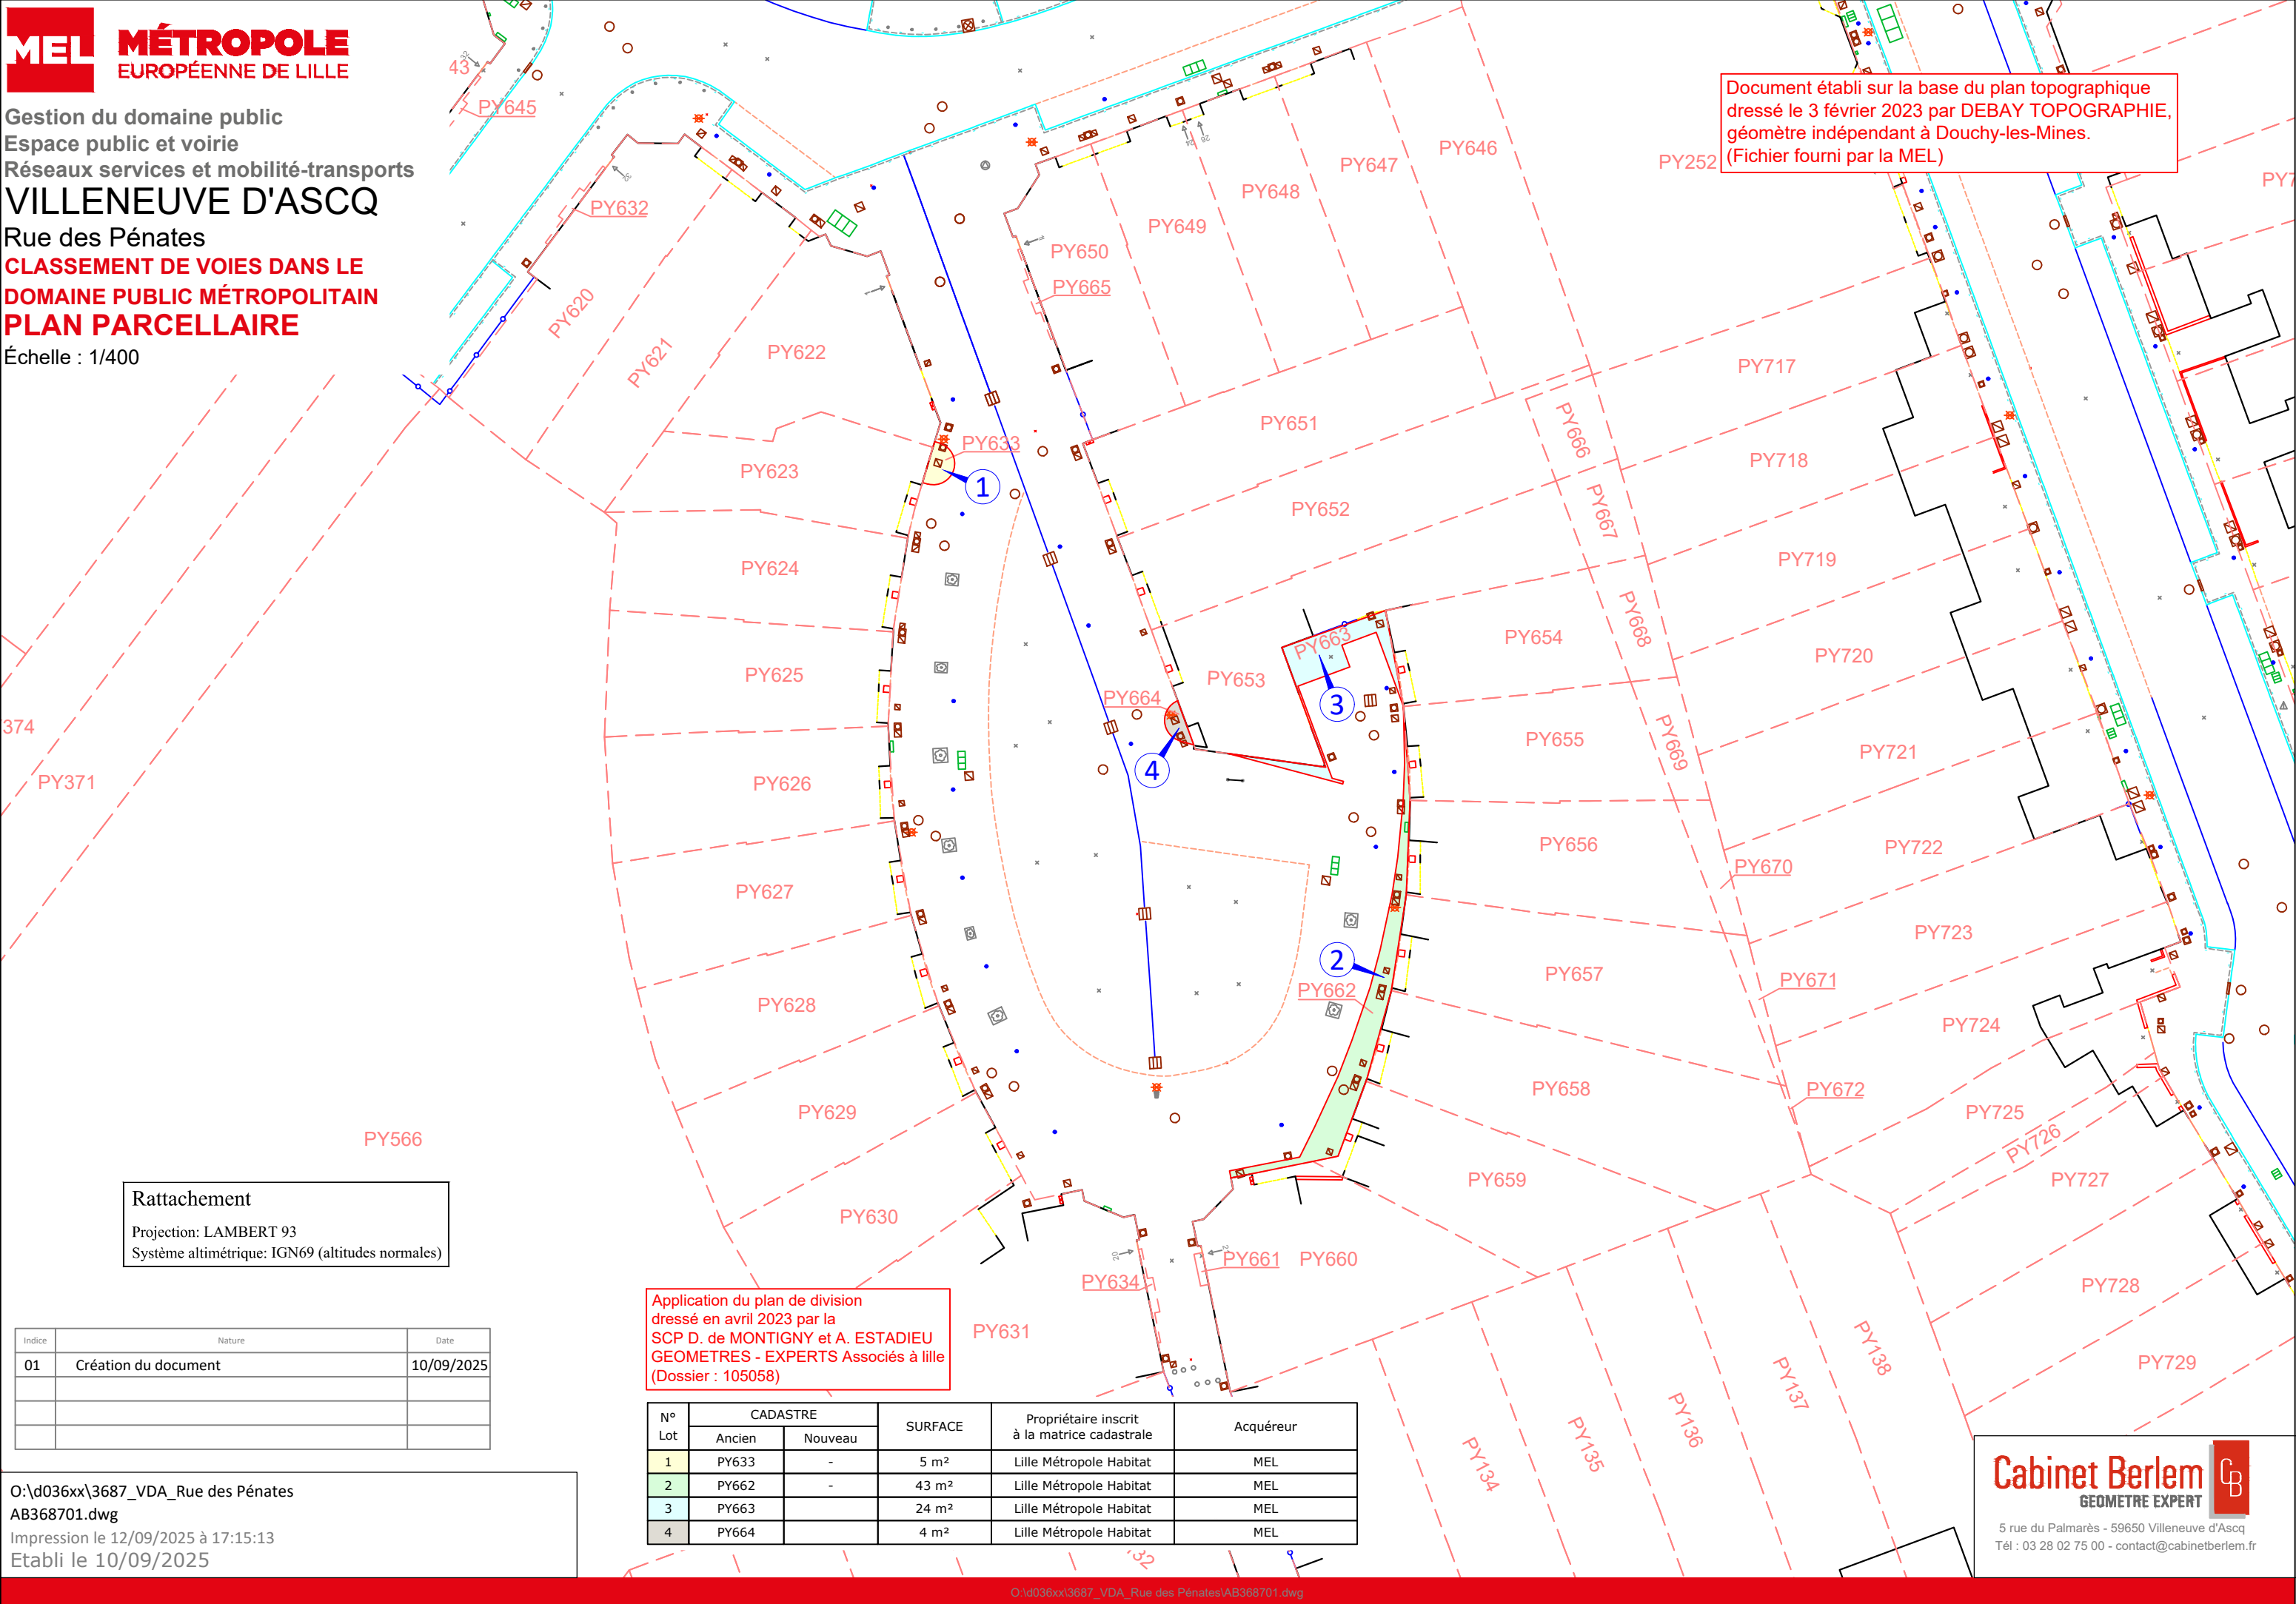 MEL
MÉTROPOLE
EUROPÉENNE DE LILLE
Gestion du domaine public
Espace public et voirie
Réseaux services et mobilité-transports
VILLENEUVE D'ASCQ
Rue des Pénates
CLASSEMENT DE VOIES DANS LE
DOMAINE PUBLIC MÉTROPOLITAIN
PLAN PARCELLAIRE
Échelle : 1/400
Document établi sur la base du plan topographique
dressé le 3 février 2023 par DEBAY TOPOGRAPHIE,
géomètre indépendant à Douchy-les-Mines.
(Fichier fourni par la MEL)
43
PY645
PY632
PY620
PY621
PY622
PY633
1
PY623
PY624
PY625
PY626
PY627
PY628
PY629
PY630
PY631
PY634
PY661
PY660
PY659
PY658
PY657
PY656
PY655
PY654
PY653
PY652
PY651
PY650
PY665
PY649
PY648
PY647
PY646
PY252
PY663
3
PY664
4
2
PY662
PY666
PY667
PY668
PY669
PY670
PY671
PY672
PY717
PY718
PY719
PY720
PY721
PY722
PY723
PY724
PY725
PY726
PY727
PY728
PY729
PY134
PY135
PY136
PY137
PY138
374
PY371
PY566
20
Rattachement
Projection: LAMBERT 93
Système altimétrique: IGN69 (altitudes normales)
Application du plan de division
dressé en avril 2023 par la
SCP D. de MONTIGNY et A. ESTADIEU
GEOMETRES - EXPERTS Associés à lille
(Dossier : 105058)
Indice Nature Date
01 Création du document 10/09/2025
N° Lot CADASTRE SURFACE Propriétaire inscrit à la matrice cadastrale Acquéreur
Ancien Nouveau
1 PY633 - 5 m² Lille Métropole Habitat MEL
2 PY662 - 43 m² Lille Métropole Habitat MEL
3 PY663 24 m² Lille Métropole Habitat MEL
4 PY664 4 m² Lille Métropole Habitat MEL
O:\d036xx\3687_VDA_Rue des Pénates
AB368701.dwg
Impression le 12/09/2025 à 17:15:13
Etabli le 10/09/2025
Cabinet Berlem
GEOMETRE EXPERT
CB
5 rue du Palmarès - 59650 Villeneuve d'Ascq
Tél : 03 28 02 75 00 - contact@cabinetberlem.fr
O:\d036xx\3687_VDA_Rue des Pénates\AB368701.dwg